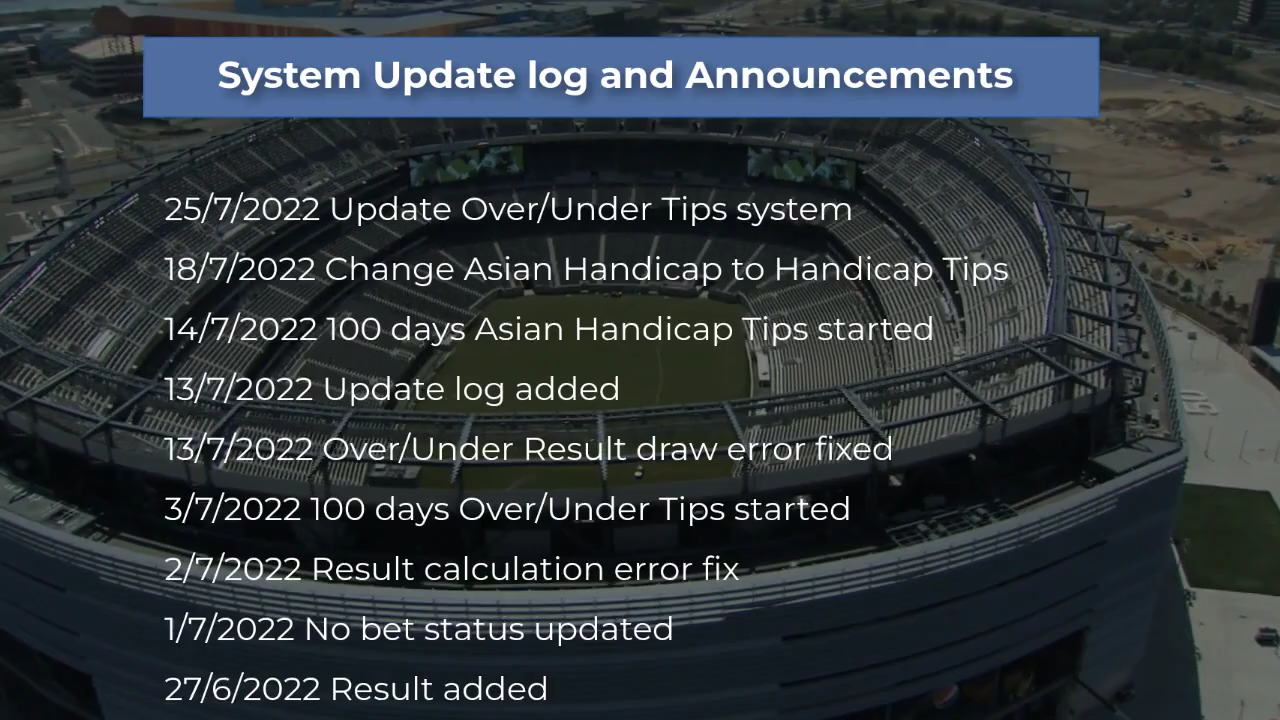 System Update log and Announcements
25/7/2022 Update Over/Under Tips system
18/7/2022 Change Asian Handicap to Handicap Tips
14/7/2022 100 days Asian Handicap Tips started
13/7/2022 Update log added
13/7/2022 Over/Under Result draw error fixed
3/7/2022 100 days Over/Under Tips started
2/7/2022 Result calculation error fix
1/7/2022 No bet status updated
27/6/2022 Result added